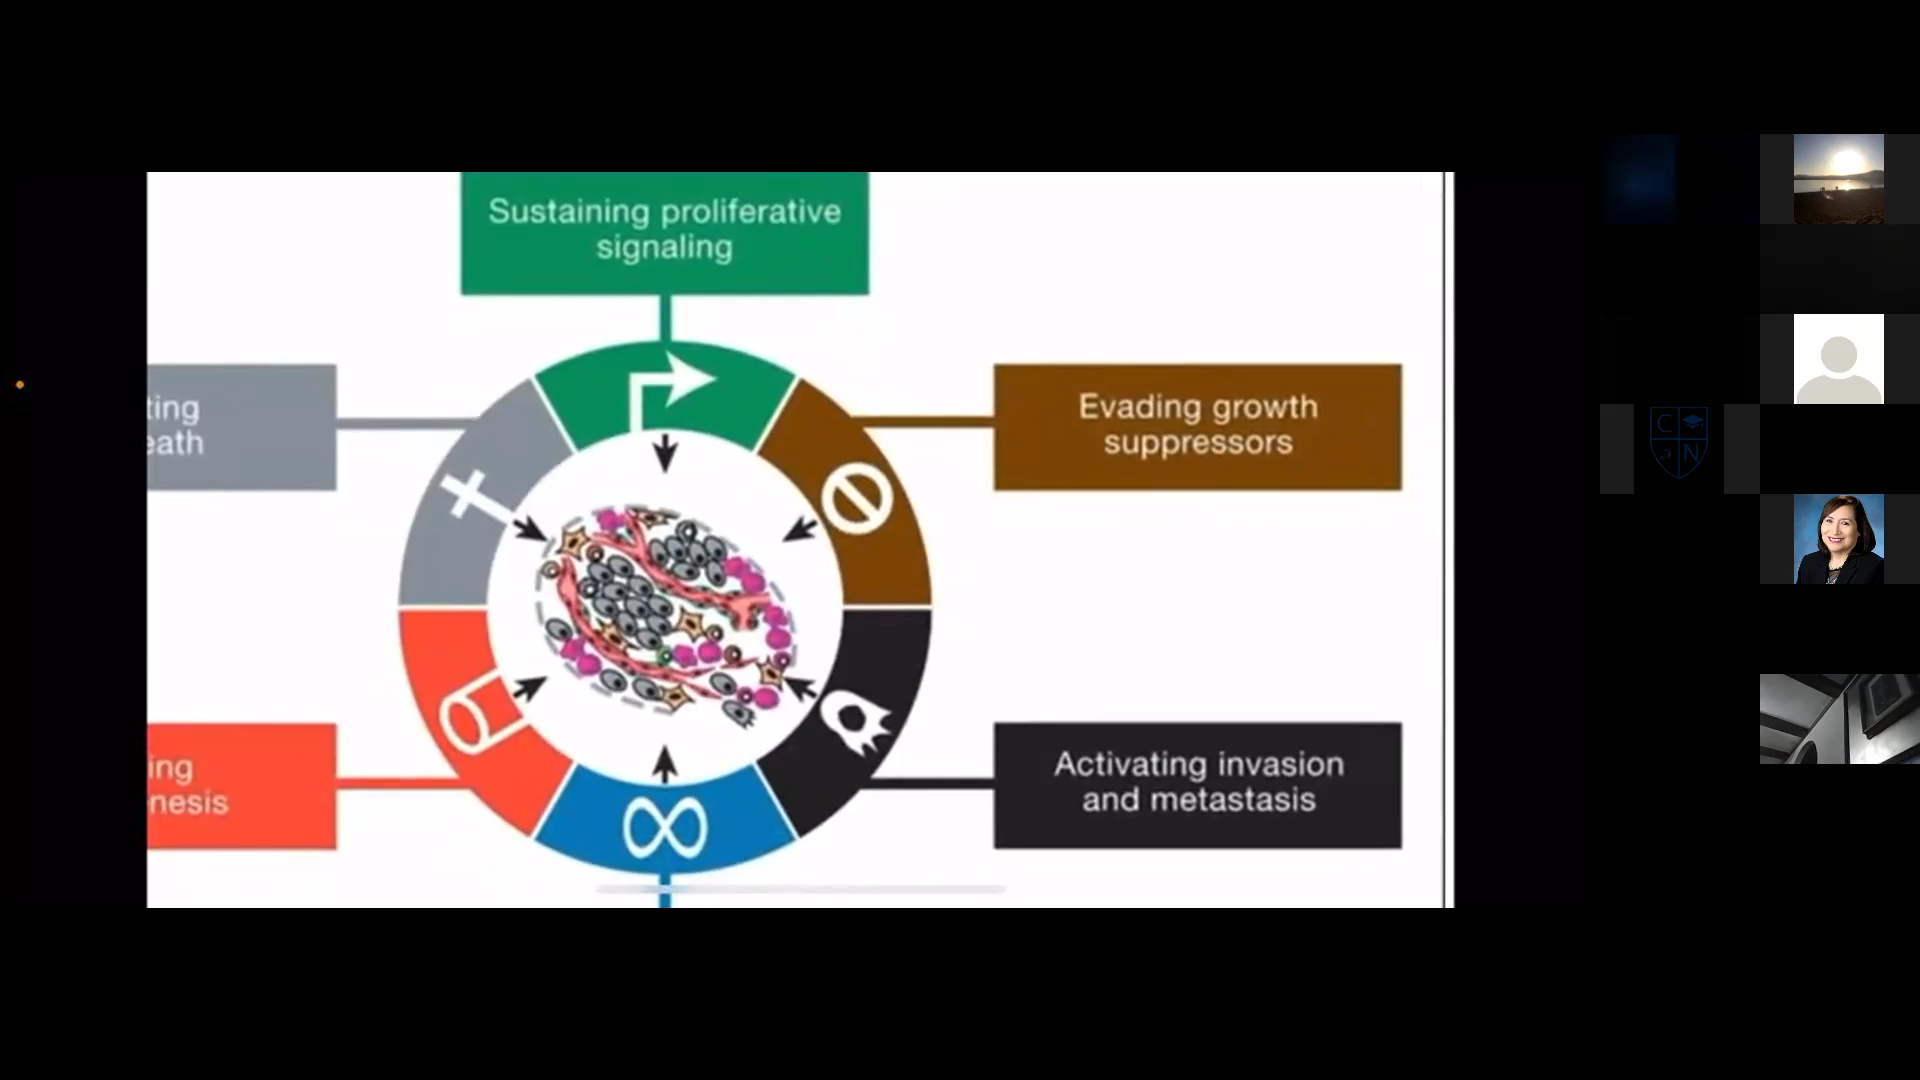 Sustaining proliferative
signaling
ting
eath
Evading growth
suppressors
ing
nesis
Activating invasion
and metastasis
C
N